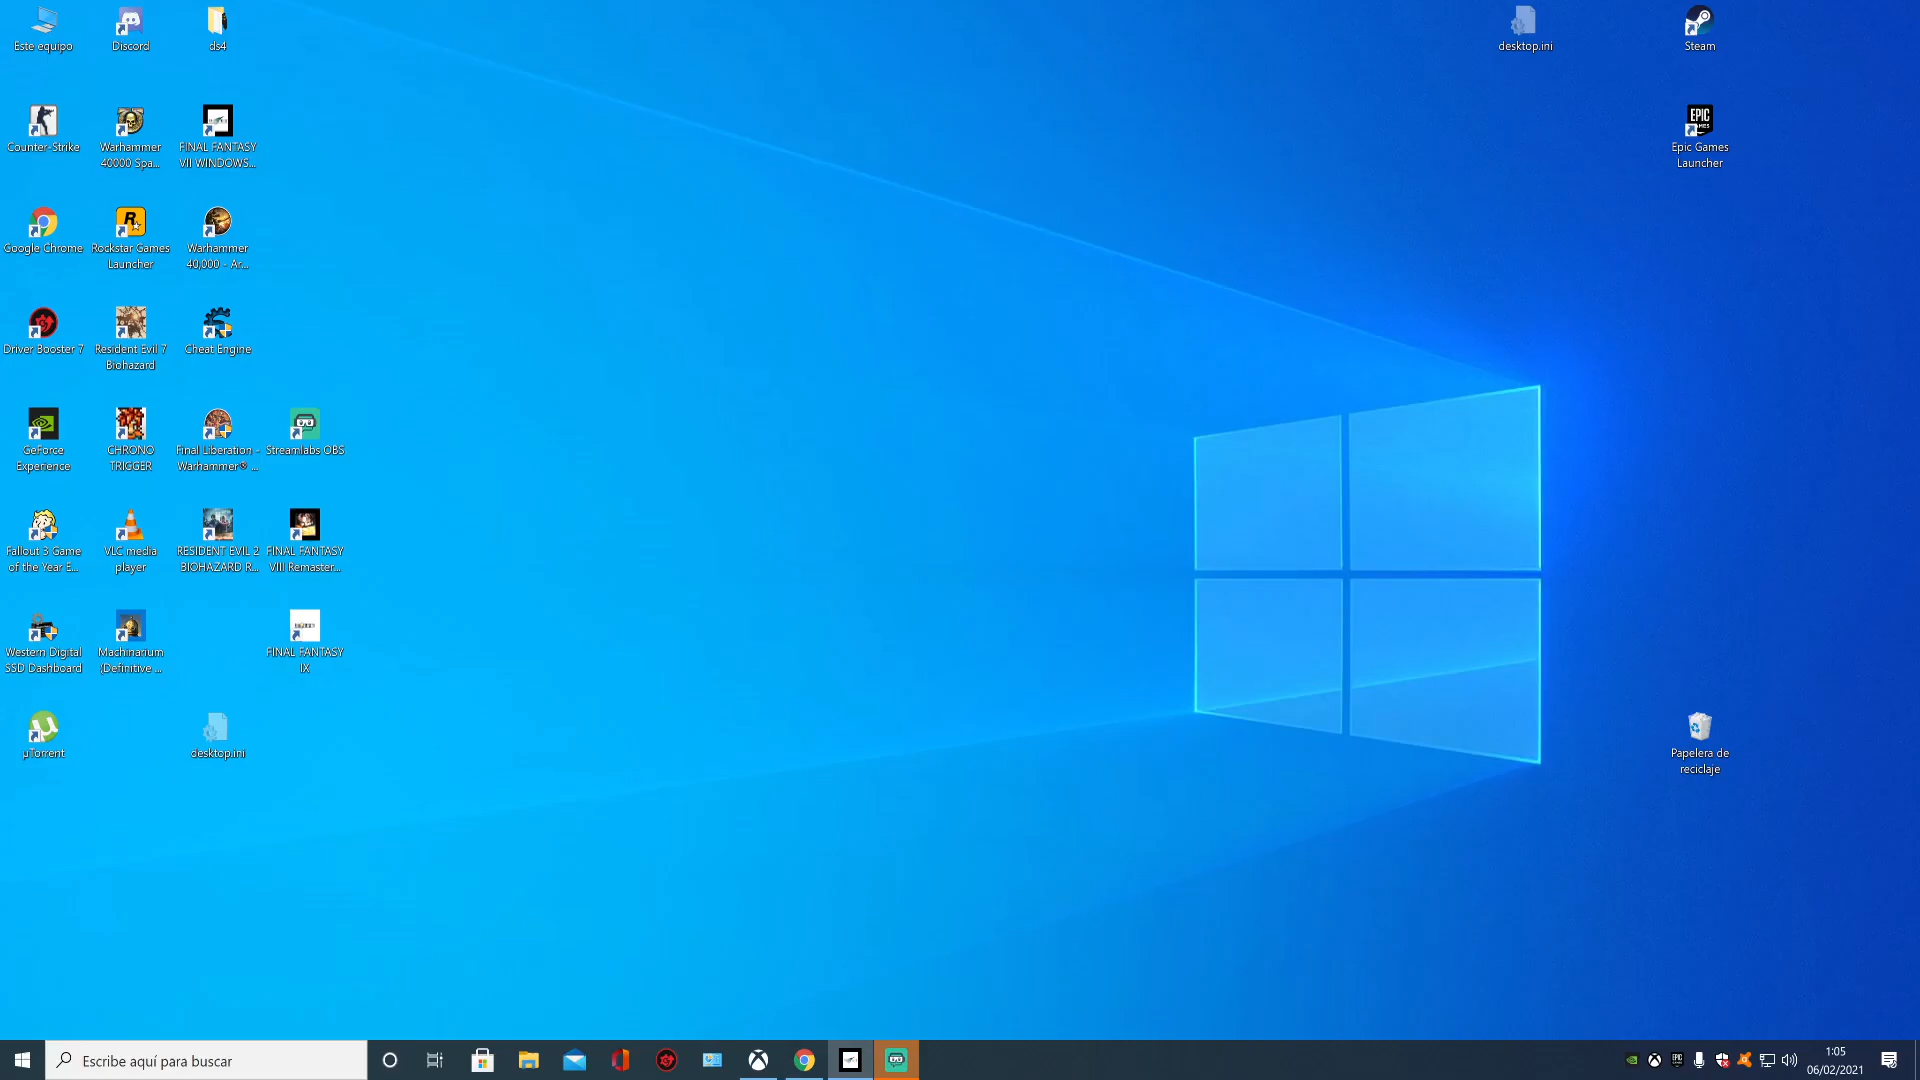 Este equipo
Discord
ds4
desktop.ini
Steam
Counter-Strike
Warhammer
40000 Spa...
FINAL FANTASY
VII WINDOWS...
EPIC
GAMES
Epic Games
Launcher
Google Chrome
Rockstar Games
Launcher
Warhammer
40,000 - Ar...
Driver Booster 7
Resident Evil 7
Biohazard
Cheat Engine
GeForce
Experience
CHRONO
TRIGGER
Final Liberation -
Warhammer® ...
Streamlabs OBS
Fallout 3 Game
of the Year E...
VLC media
player
RESIDENT EVIL 2
BIOHAZARD R...
FINAL FANTASY
VIII Remaster...
Western Digital
SSD Dashboard
Machinarium
(Definitive ...
FINAL FANTASY
IX
µTorrent
desktop.ini
Papelera de
reciclaje
Escribe aquí para buscar
1:05
06/02/2021